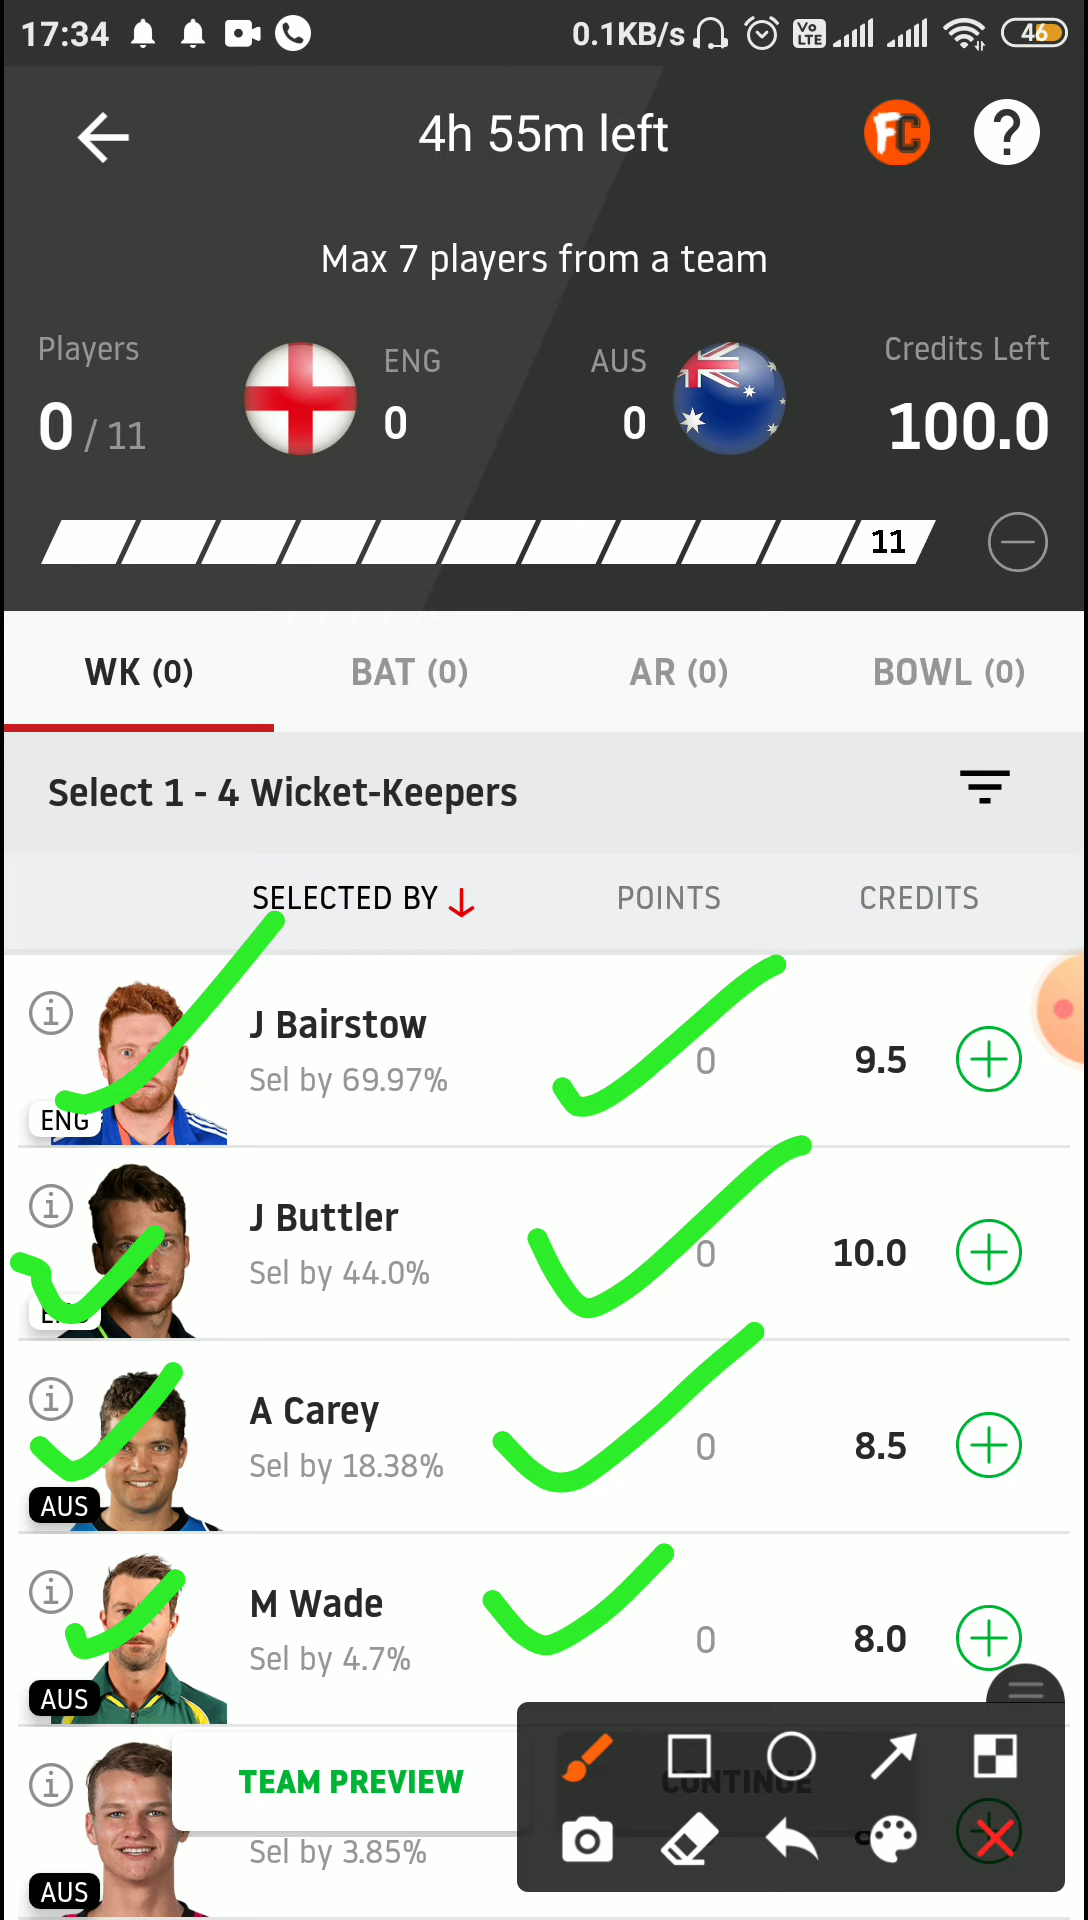 17:34 0.1KB/s Vo LTE 46
4h 55m left FC ?
Max 7 players from a team
Players ENG AUS Credits Left
0 / 11 0 0 100.0
11
WK (0) BAT (0) AR (0) BOWL (0)
Select 1 - 4 Wicket-Keepers
SELECTED BY POINTS CREDITS
J Bairstow
Sel by 69.97% 0 9.5
ENG
J Buttler
Sel by 44.0% 0 10.0
A Carey
Sel by 18.38% 0 8.5
AUS
M Wade
Sel by 4.7% 0 8.0
AUS
TEAM PREVIEW CONTINUE
Sel by 3.85%
AUS